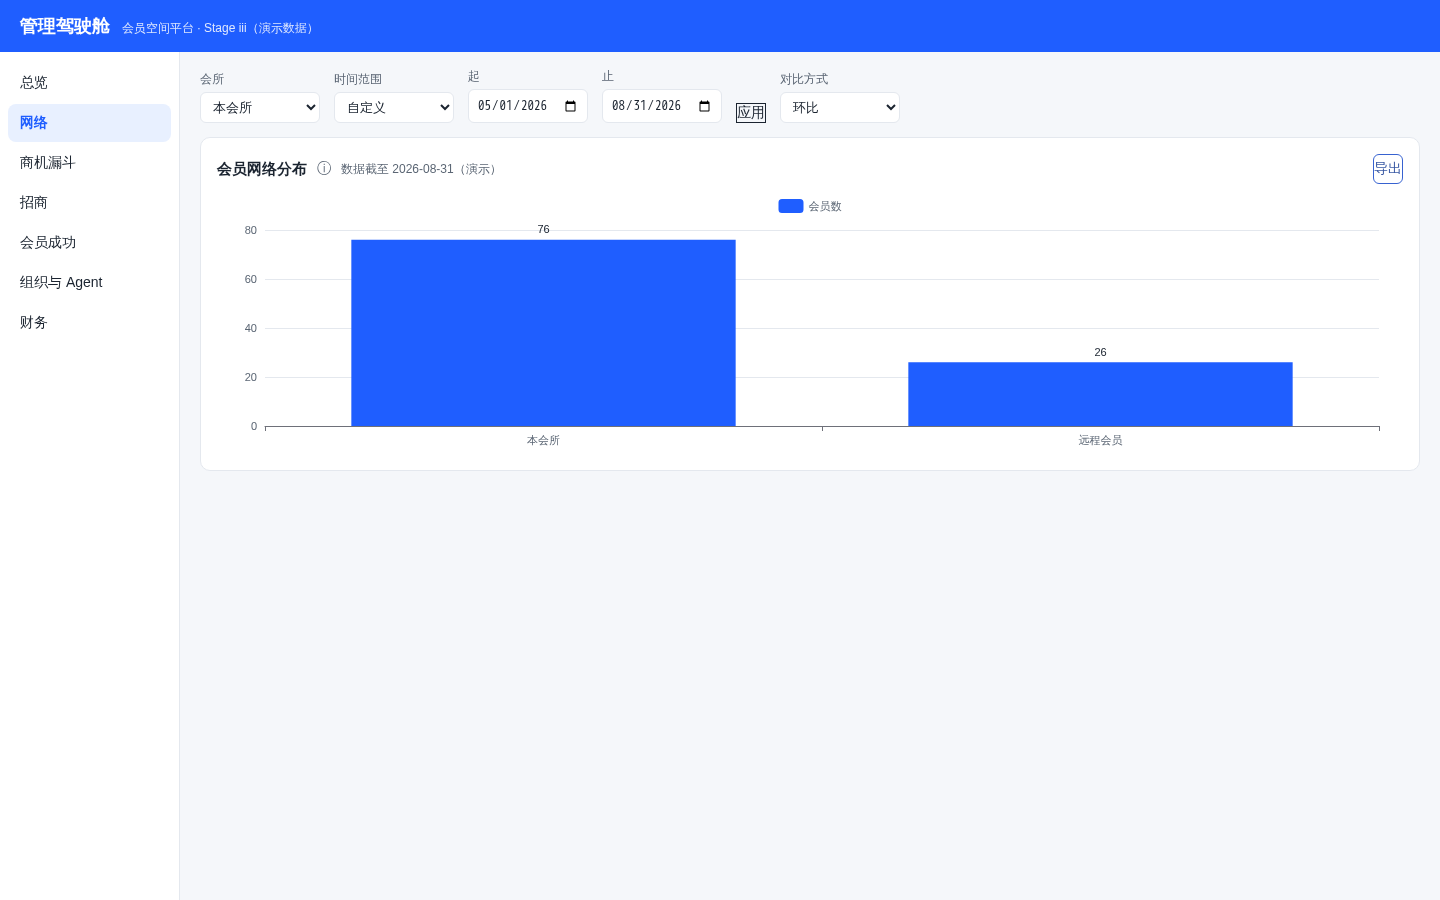 管理驾驶舱 会员空间平台 · Stage iii（演示数据）
总览
网络
商机漏斗
招商
会员成功
组织与 Agent
财务
会所 时间范围 起 止 对比方式
本会所 自定义 05/01/2026 08/31/2026 应用 环比
会员网络分布 ⓘ 数据截至 2026-08-31（演示） 导出
会员数
80
60
40
20
0
76
26
本会所 远程会员